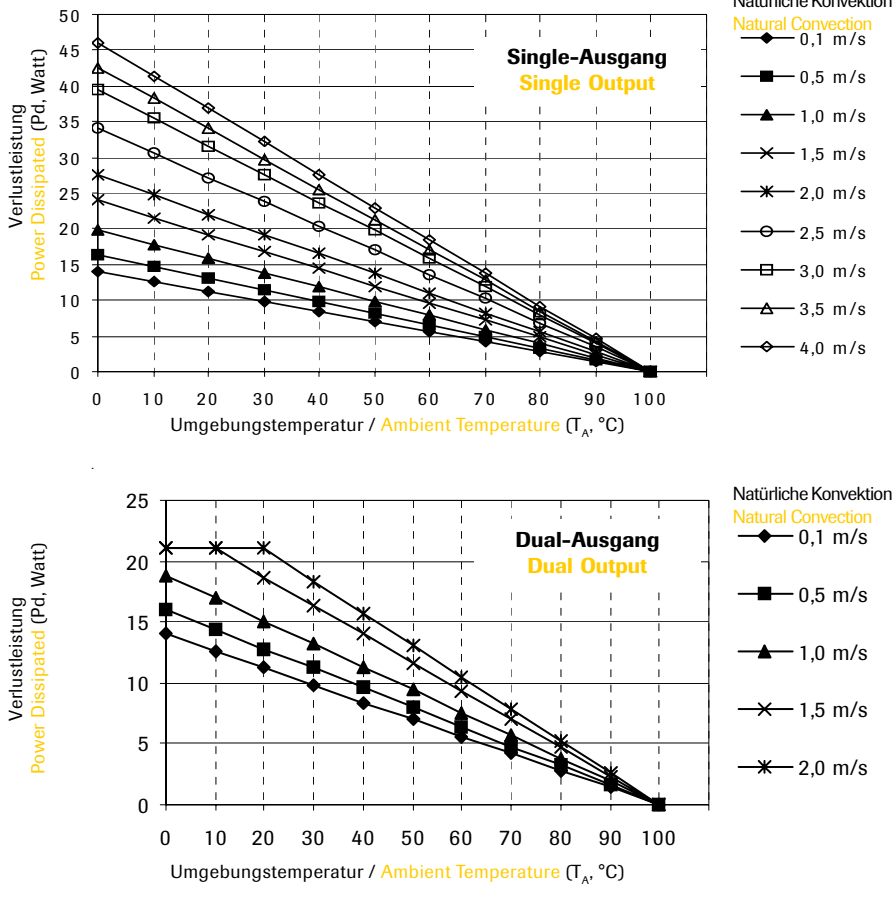 Natürliche Konvektion
Natural Convection
50
45
40
35
30
25
20
15
10
5
0
Verlustleistung
Power Dissipated (Pd, Watt)
Single-Ausgang
Single Output
0,1 m/s
0,5 m/s
1,0 m/s
1,5 m/s
2,0 m/s
2,5 m/s
3,0 m/s
3,5 m/s
4,0 m/s
0 10 20 30 40 50 60 70 80 90 100
Umgebungstemperatur / Ambient Temperature (TA, °C)
Natürliche Konvektion
Natural Convection
25
20
15
10
5
0
Verlustleistung
Power Dissipated (Pd, Watt)
Dual-Ausgang
Dual Output
0,1 m/s
0,5 m/s
1,0 m/s
1,5 m/s
2,0 m/s
0 10 20 30 40 50 60 70 80 90 100
Umgebungstemperatur / Ambient Temperature (TA, °C)